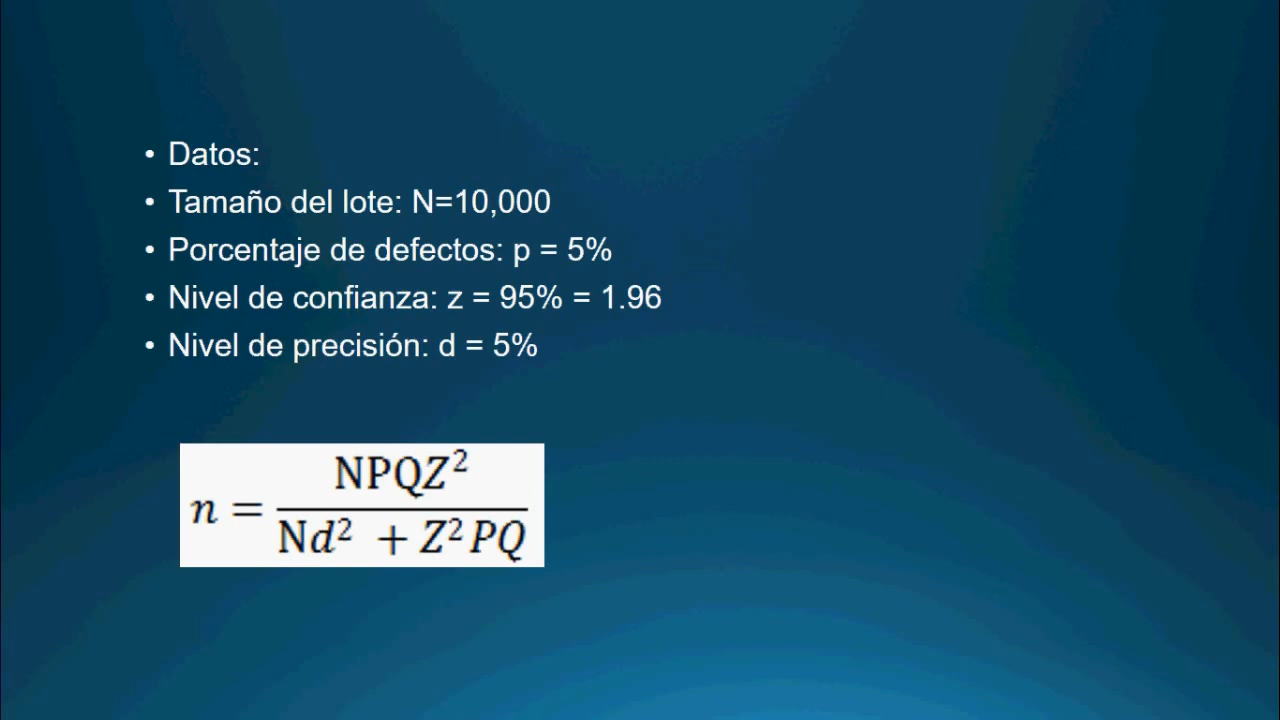 • Datos:
• Tamaño del lote: N=10,000
• Porcentaje de defectos: p = 5%
• Nivel de confianza: z = 95% = 1.96
• Nivel de precisión: d = 5%
n = NPQZ² / Nd² + Z²PQ